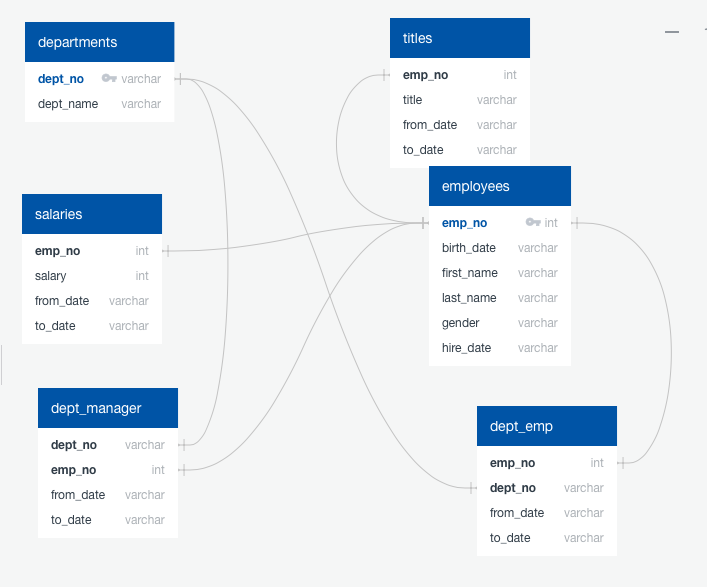 departments
dept_no varchar
dept_name varchar
titles
emp_no int
title varchar
from_date varchar
to_date varchar
employees
emp_no int
birth_date varchar
first_name varchar
last_name varchar
gender varchar
hire_date varchar
salaries
emp_no int
salary int
from_date varchar
to_date varchar
dept_manager
dept_no varchar
emp_no int
from_date varchar
to_date varchar
dept_emp
emp_no int
dept_no varchar
from_date varchar
to_date varchar